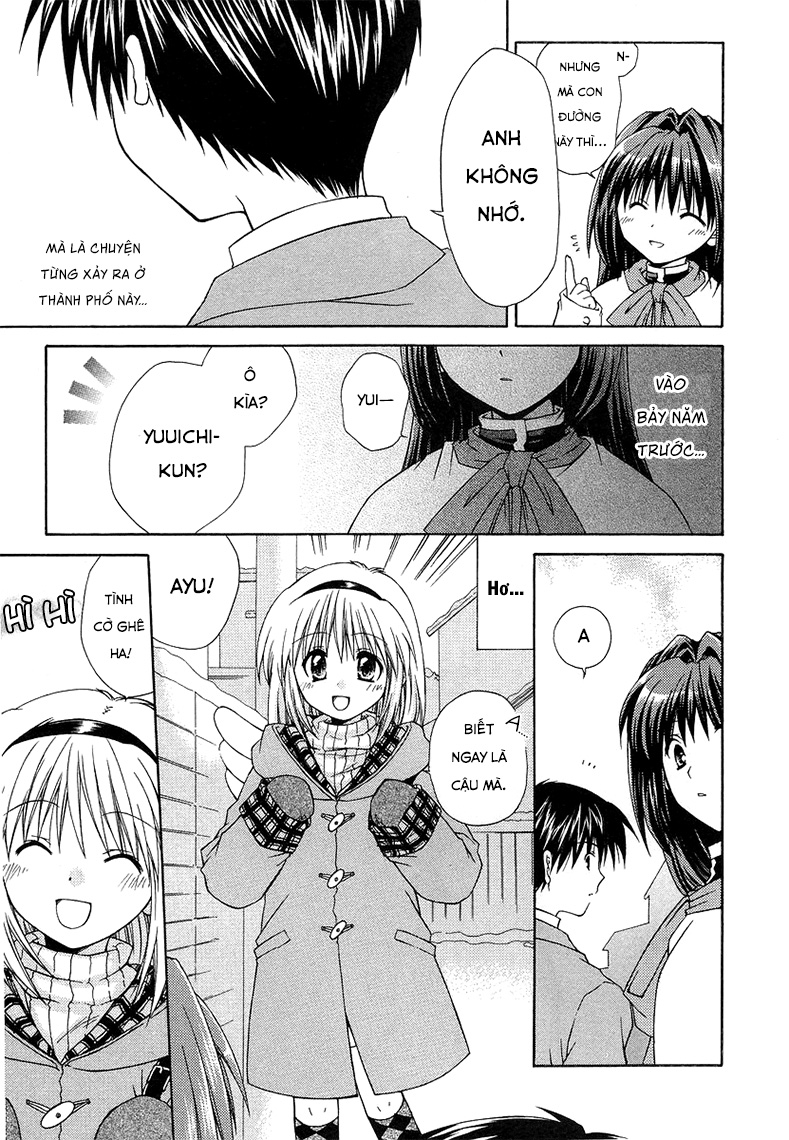 N-
NHƯNG
MÀ CON
ĐƯỜNG
NÀY THÌ...
ANH
KHÔNG
NHỚ.
MÀ LÀ CHUYỆN
TỪNG XẢY RA Ở
THÀNH PHỐ NÀY...
VÀO
BẢY NĂM
TRƯỚC...
YUI—
Ô
KÌA?
YUUICHI-
KUN?
A
Hơ...
BIẾT
NGAY LÀ
CẬU MÀ.
AYU!
TÌNH
CỜ GHÊ
HA!
HÌ HÌ